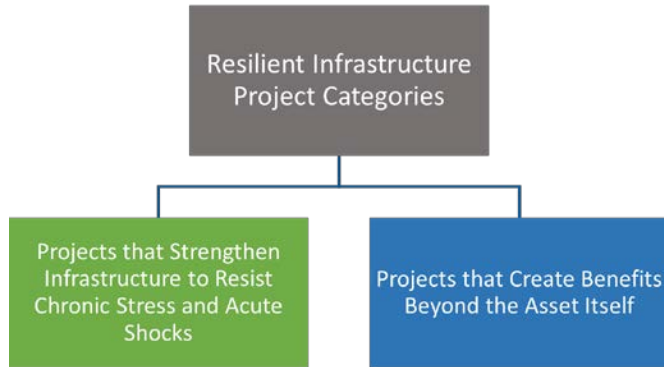 Resilient Infrastructure
Project Categories
Projects that Strengthen
Infrastructure to Resist
Chronic Stress and Acute
Shocks
Projects that Create Benefits
Beyond the Asset Itself